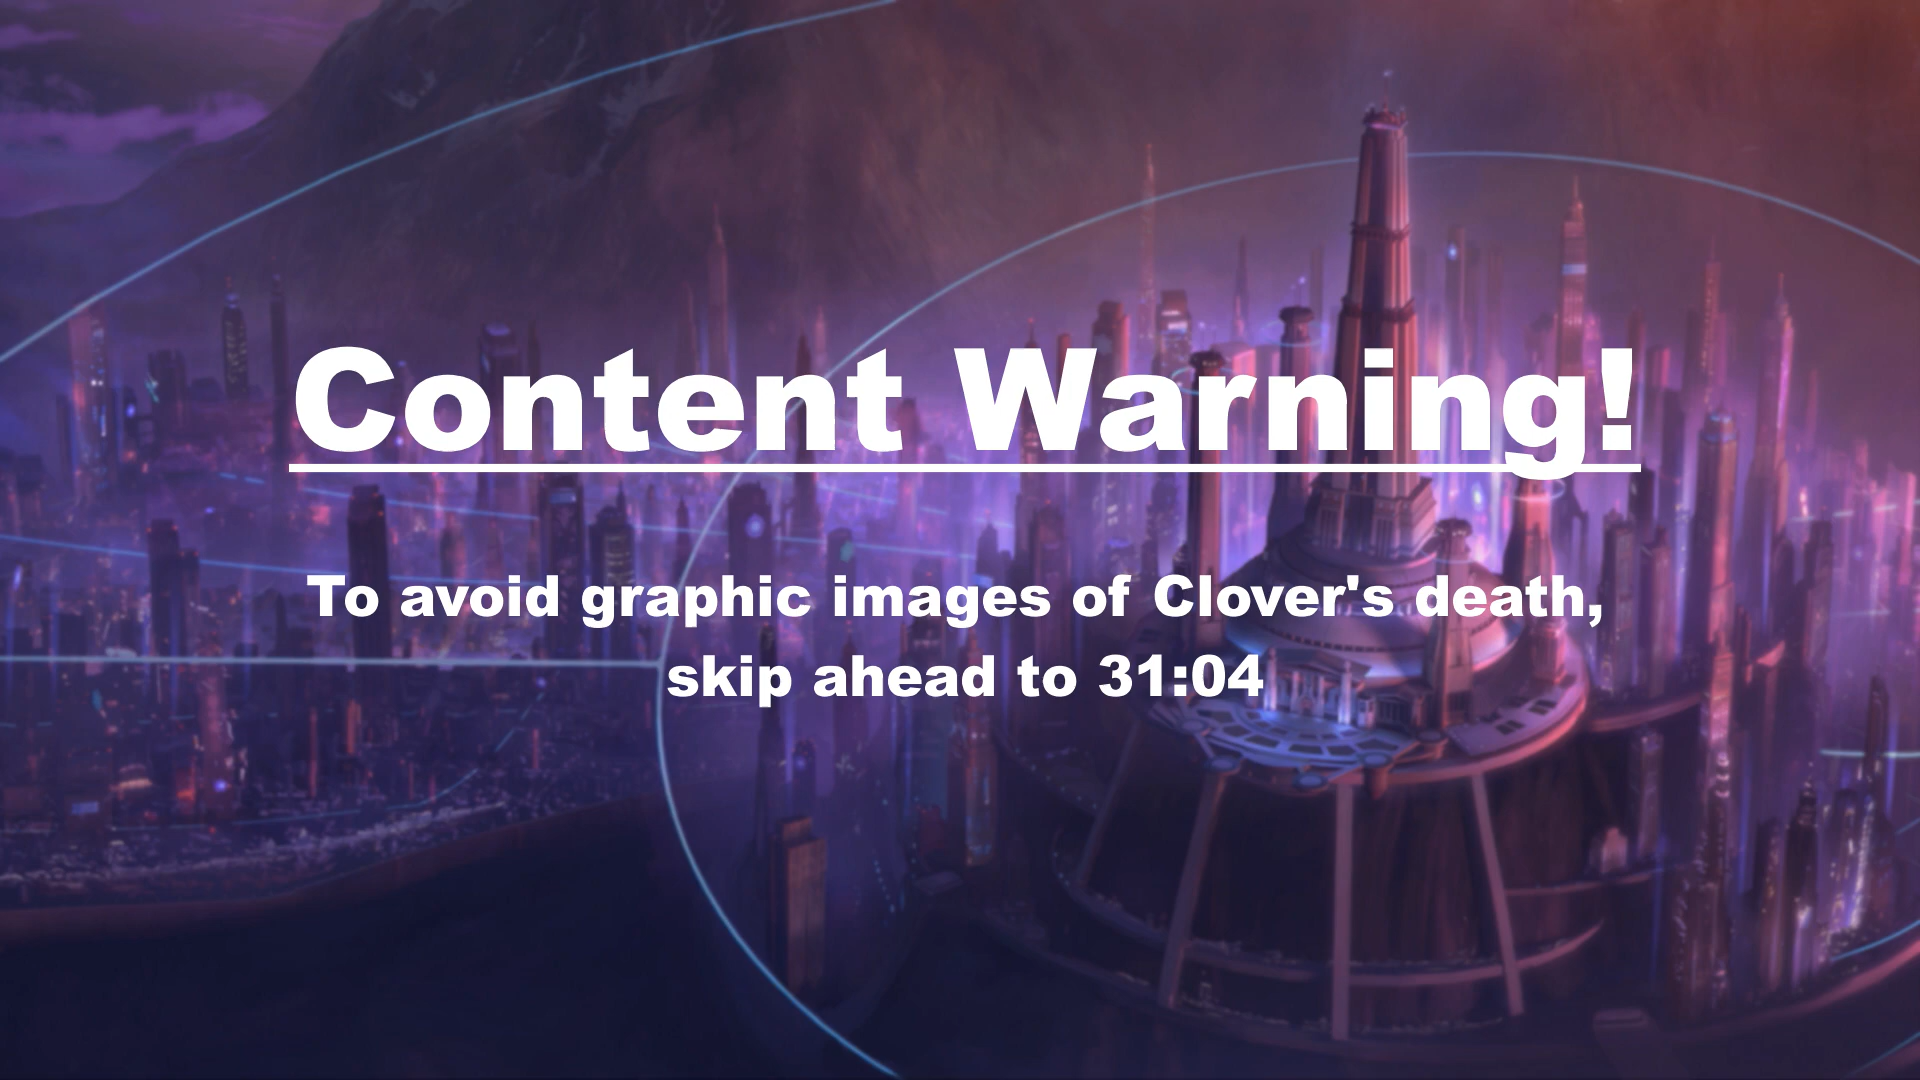 Content Warning!
To avoid graphic images of Clover's death,
skip ahead to 31:04